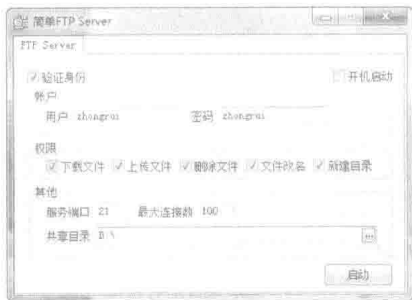 简单FTP Server
FTP Server
验证身份 开机启动
账户
用户 zhongrui 密码 zhongrui
权限
下载文件 上传文件 删除文件 文件改名 新建目录
其他
服务端口 21 最大连接数 100
共享目录 D:\
启动